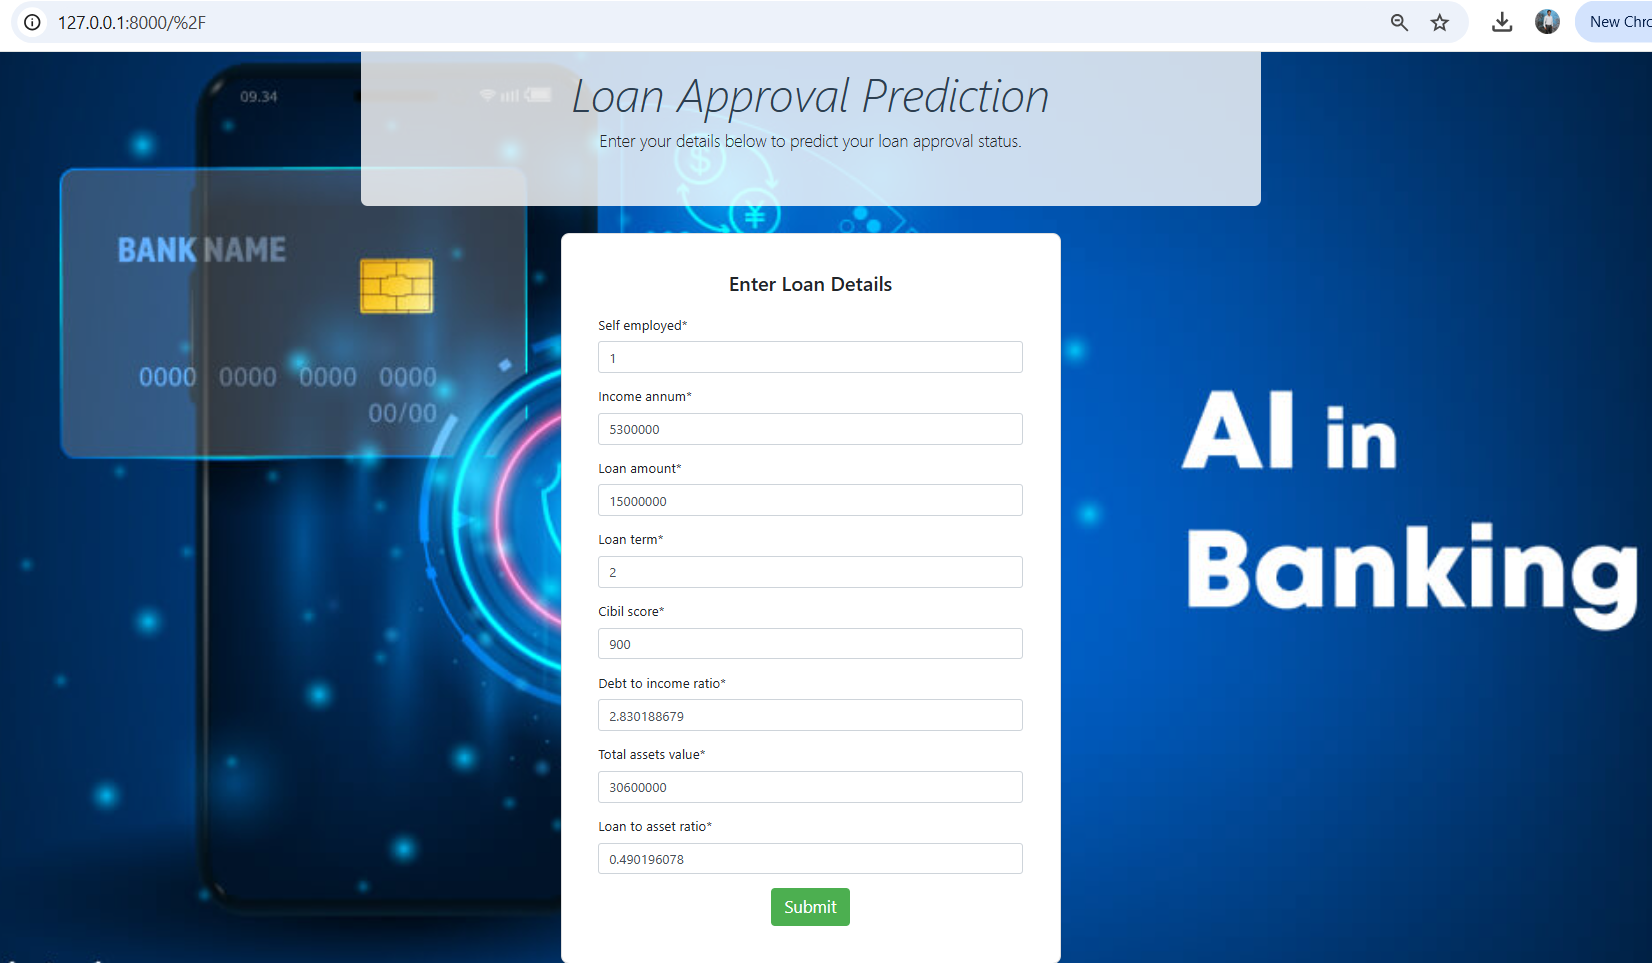 127.0.0.1:8000/%2F
New Chro
09.34
Loan Approval Prediction
Enter your details below to predict your loan approval status.
$
¥
BANK NAME
0000 0000 0000 0000
00/00
Enter Loan Details
Self employed*
1
Income annum*
5300000
Loan amount*
15000000
Loan term*
2
Cibil score*
900
Debt to income ratio*
2.830188679
Total assets value*
30600000
Loan to asset ratio*
0.490196078
Submit
AI in
Banking